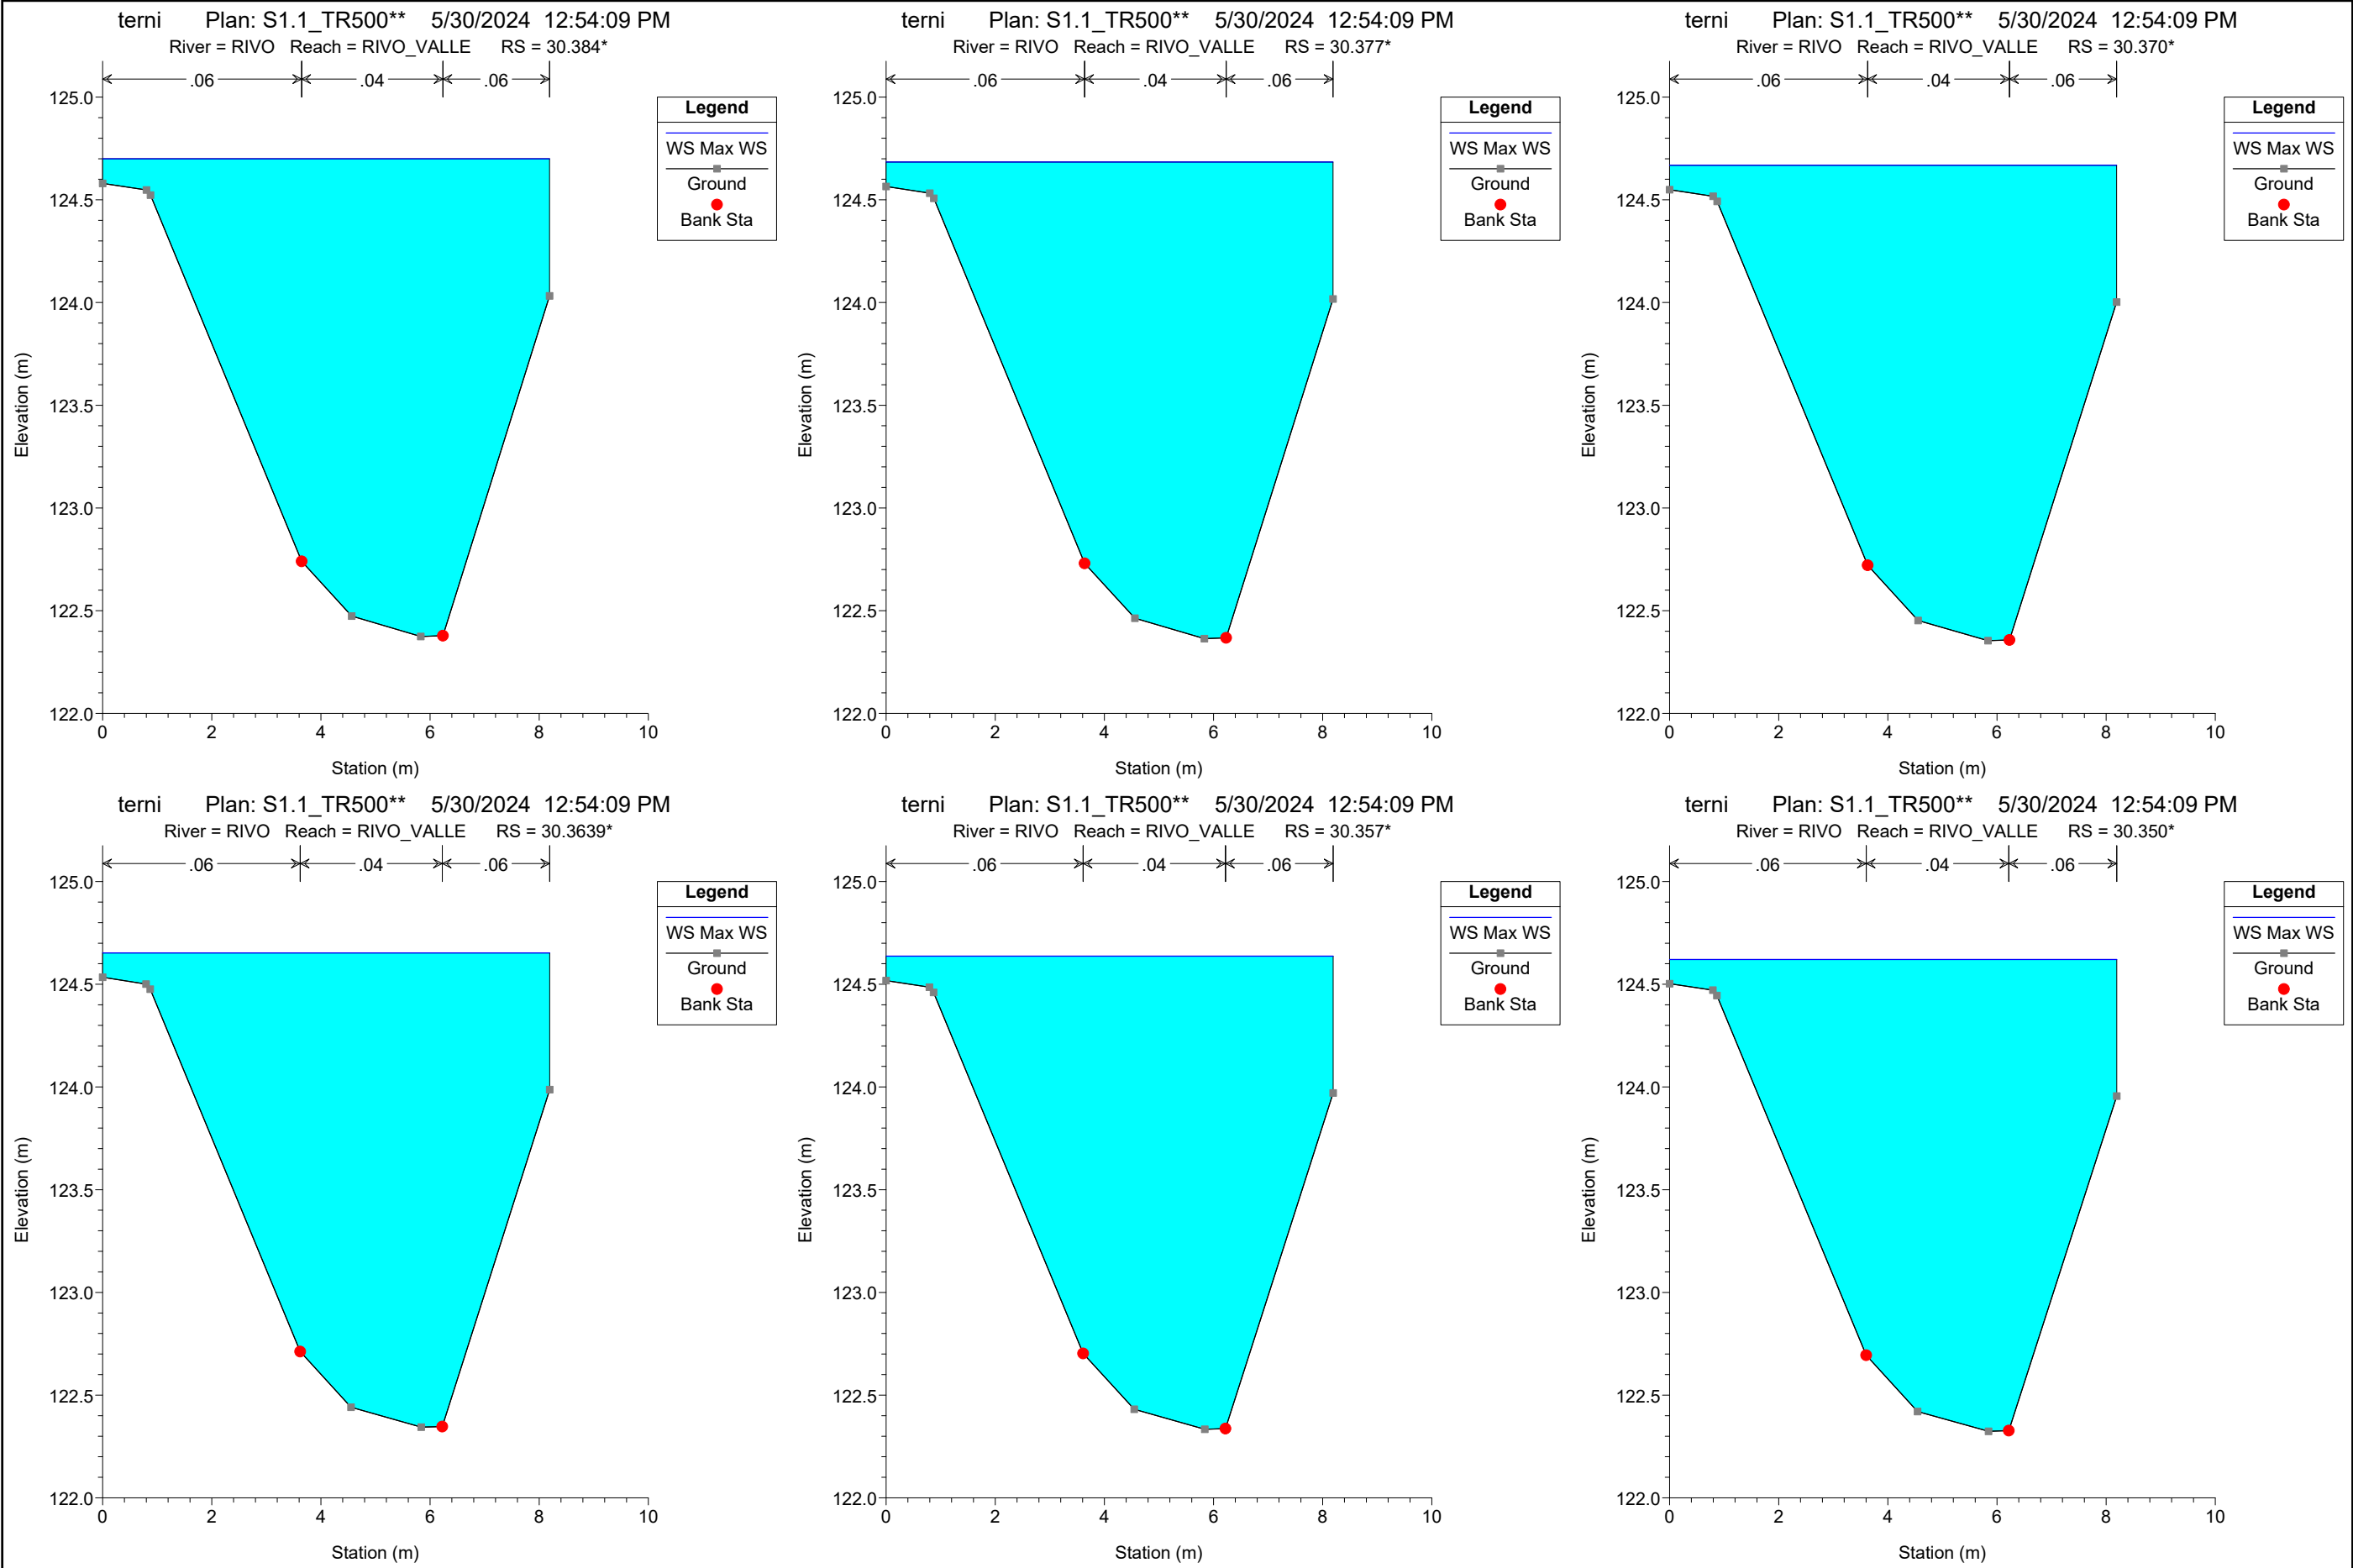 terni Plan: S1.1_TR500** 5/30/2024 12:54:09 PM
River = RIVO Reach = RIVO_VALLE RS = 30.384*
.06 .04 .06
125.0
124.5
124.0
123.5
123.0
122.5
122.0
0 2 4 6 8 10
Elevation (m)
Station (m)
Legend
WS Max WS
Ground
Bank Sta
terni Plan: S1.1_TR500** 5/30/2024 12:54:09 PM
River = RIVO Reach = RIVO_VALLE RS = 30.377*
.06 .04 .06
125.0
124.5
124.0
123.5
123.0
122.5
122.0
0 2 4 6 8 10
Elevation (m)
Station (m)
Legend
WS Max WS
Ground
Bank Sta
terni Plan: S1.1_TR500** 5/30/2024 12:54:09 PM
River = RIVO Reach = RIVO_VALLE RS = 30.370*
.06 .04 .06
125.0
124.5
124.0
123.5
123.0
122.5
122.0
0 2 4 6 8 10
Elevation (m)
Station (m)
Legend
WS Max WS
Ground
Bank Sta
terni Plan: S1.1_TR500** 5/30/2024 12:54:09 PM
River = RIVO Reach = RIVO_VALLE RS = 30.3639*
.06 .04 .06
125.0
124.5
124.0
123.5
123.0
122.5
122.0
0 2 4 6 8 10
Elevation (m)
Station (m)
Legend
WS Max WS
Ground
Bank Sta
terni Plan: S1.1_TR500** 5/30/2024 12:54:09 PM
River = RIVO Reach = RIVO_VALLE RS = 30.357*
.06 .04 .06
125.0
124.5
124.0
123.5
123.0
122.5
122.0
0 2 4 6 8 10
Elevation (m)
Station (m)
Legend
WS Max WS
Ground
Bank Sta
terni Plan: S1.1_TR500** 5/30/2024 12:54:09 PM
River = RIVO Reach = RIVO_VALLE RS = 30.350*
.06 .04 .06
125.0
124.5
124.0
123.5
123.0
122.5
122.0
0 2 4 6 8 10
Elevation (m)
Station (m)
Legend
WS Max WS
Ground
Bank Sta